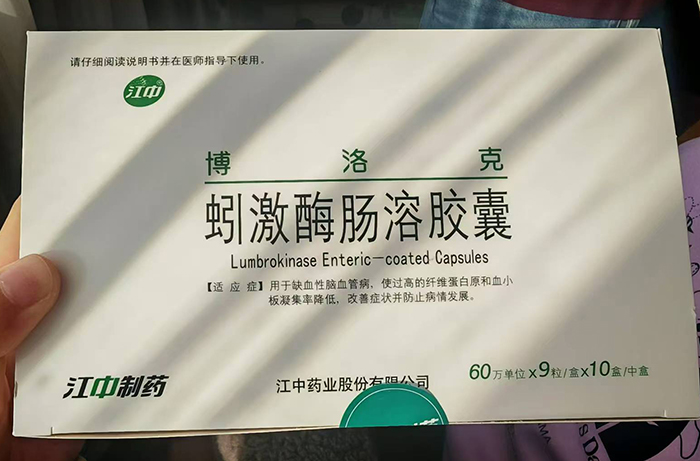 请仔细阅读说明书并在医师指导下使用。
江中®
博洛克
蚓激酶肠溶胶囊
Lumbrokinase Enteric-coated Capsules
【适 应 症】用于缺血性脑血管病，使过高的纤维蛋白原和血小
板凝集率降低，改善症状并防止病情发展。
江中制药
江中药业股份有限公司
60万单位x9粒/盒x10盒/中盒